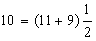 10 = (11 + 9) 1/2